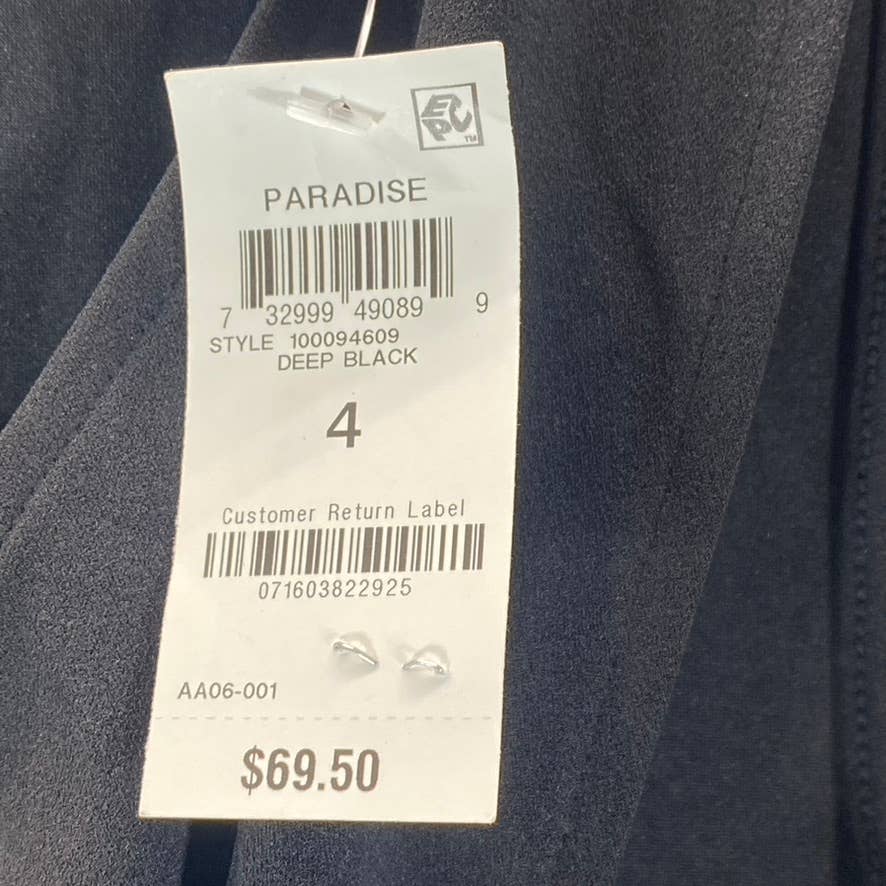 EPC
TM
PARADISE
7 32999 49089 9
STYLE 100094609
DEEP BLACK
4
Customer Return Label
071603822925
AA06-001
$69.50